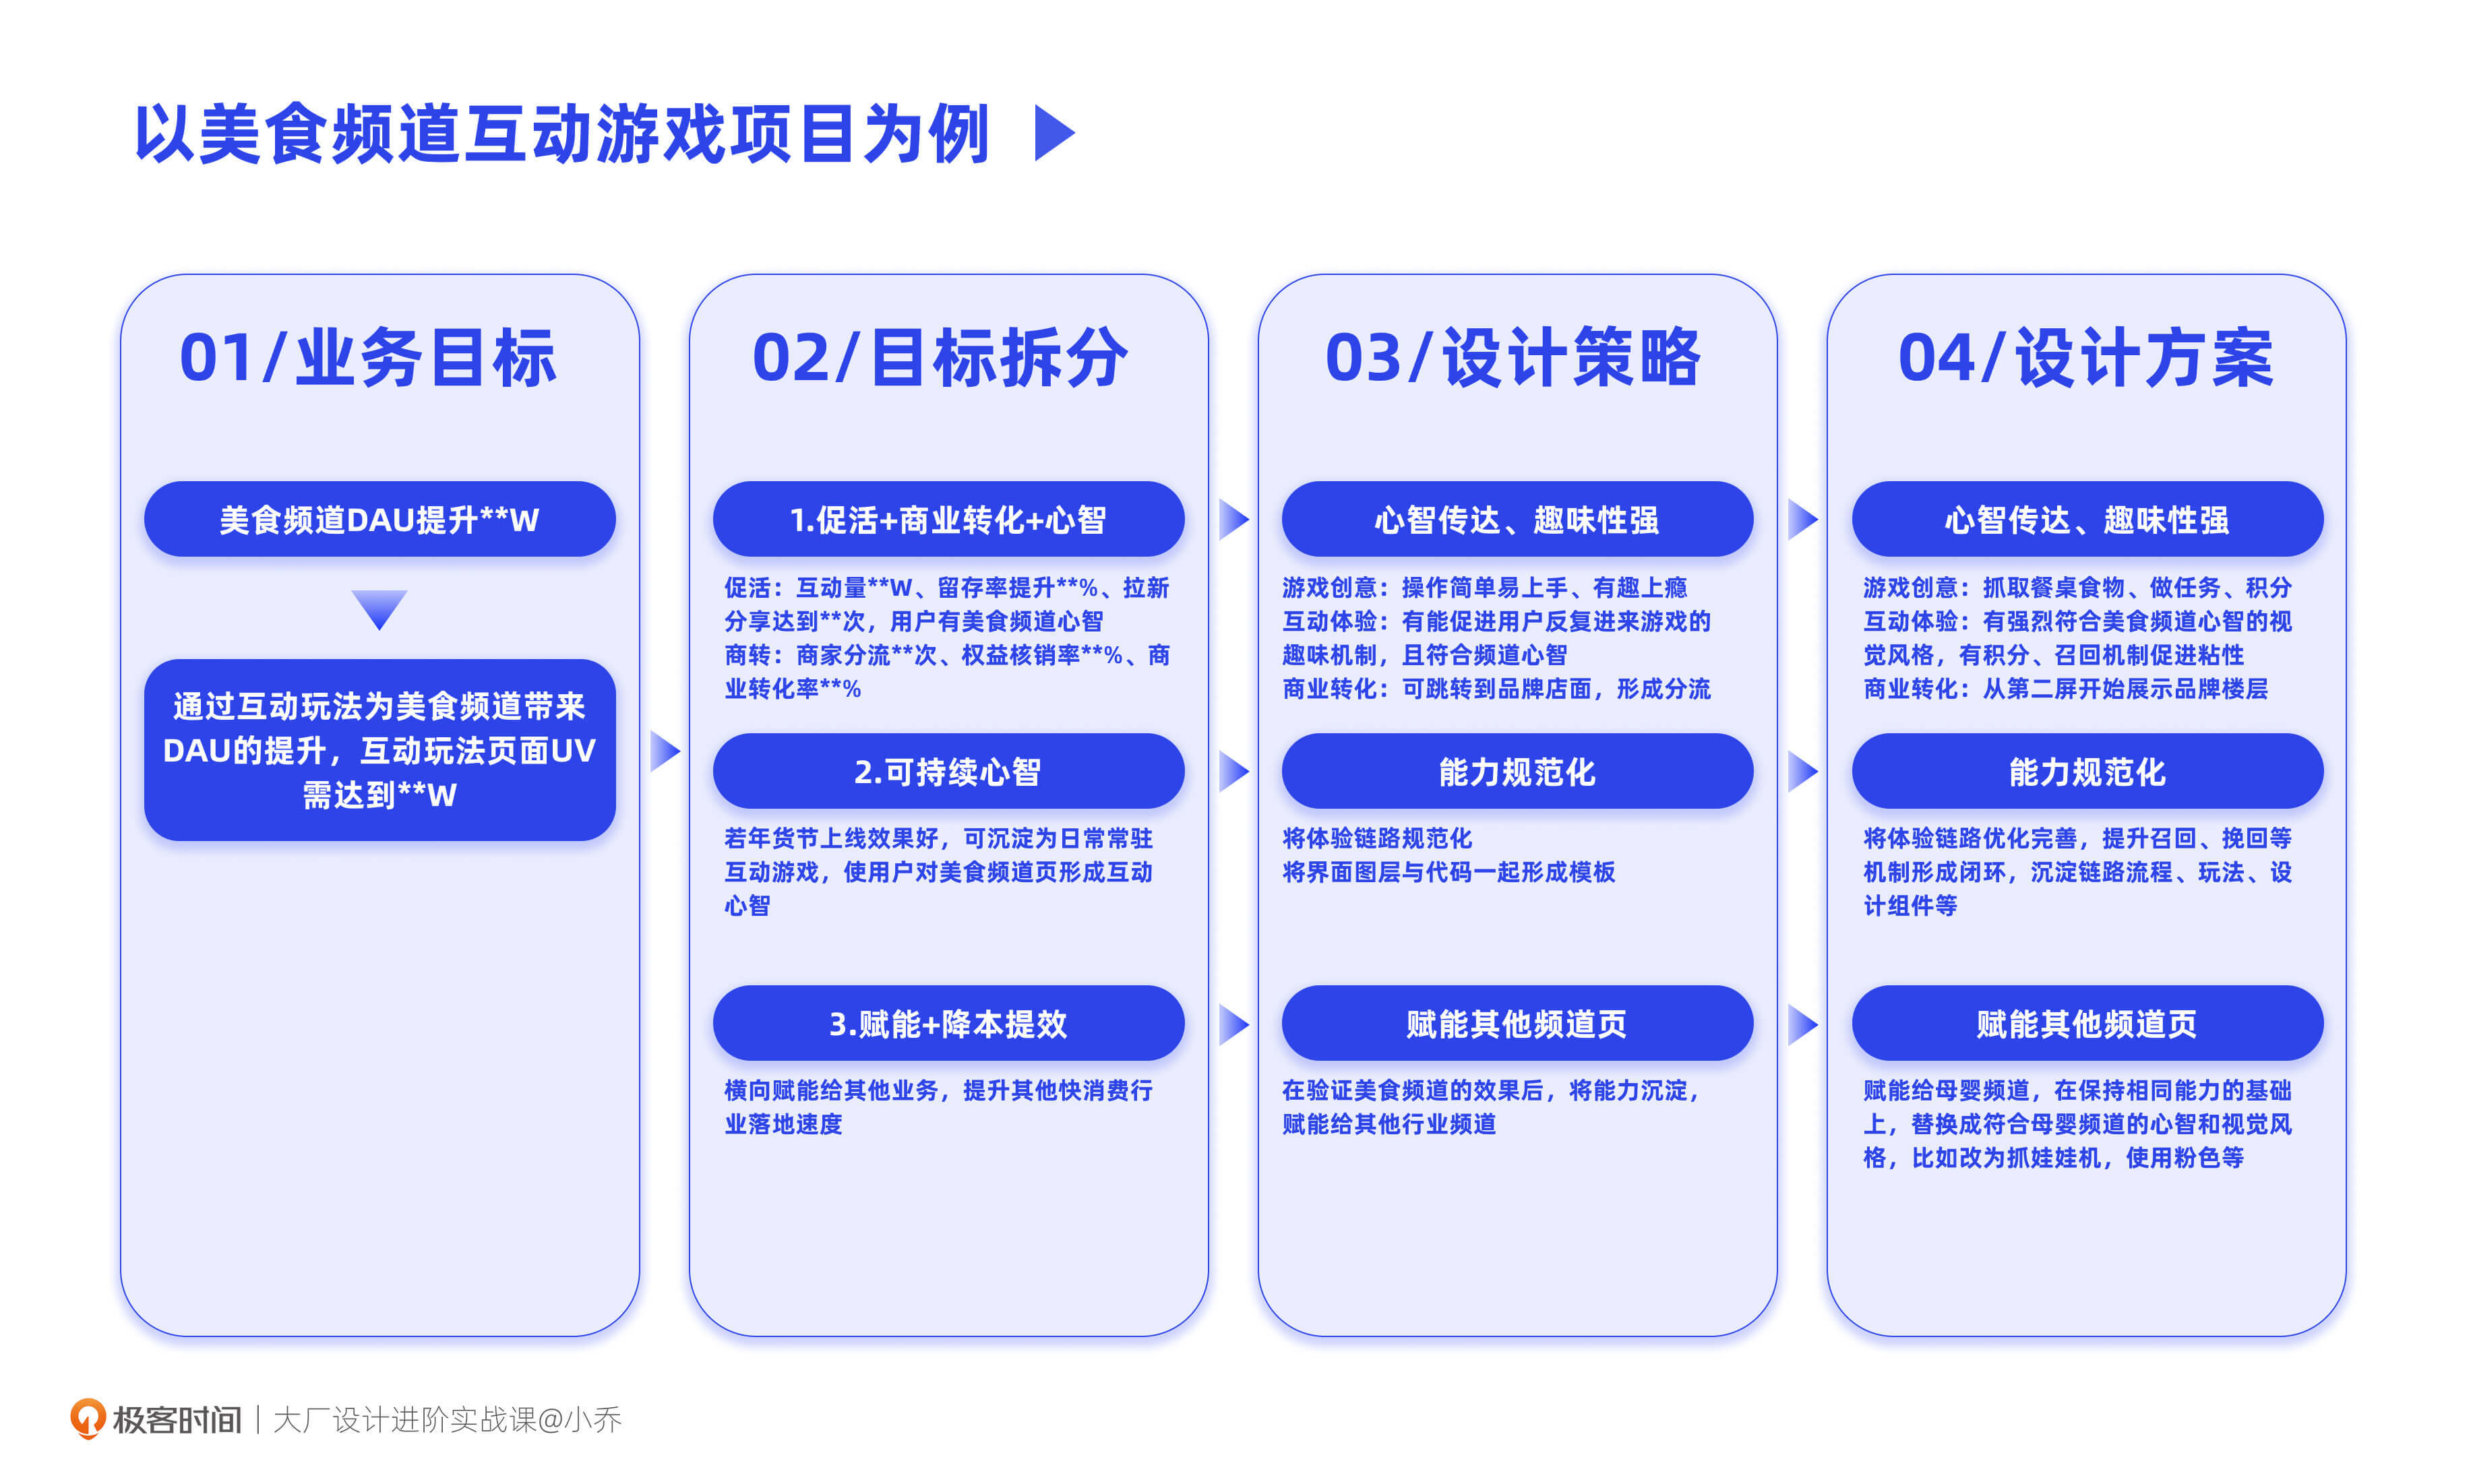 以美食频道互动游戏项目为例
01/业务目标
美食频道DAU提升**W
通过互动玩法为美食频道带来
DAU的提升，互动玩法页面UV
需达到**W
02/目标拆分
1.促活+商业转化+心智
促活：互动量**W、留存率提升**%、拉新
分享达到**次，用户有美食频道心智
商转：商家分流**次、权益核销率**%、商
业转化率**%
2.可持续心智
若年货节上线效果好，可沉淀为日常常驻
互动游戏，使用户对美食频道页形成互动
心智
3.赋能+降本提效
横向赋能给其他业务，提升其他快消费行
业落地速度
03/设计策略
心智传达、趣味性强
游戏创意：操作简单易上手、有趣上瘾
互动体验：有能促进用户反复进来游戏的
趣味机制，且符合频道心智
商业转化：可跳转到品牌店面，形成分流
能力规范化
将体验链路规范化
将界面图层与代码一起形成模板
赋能其他频道页
在验证美食频道的效果后，将能力沉淀，
赋能给其他行业频道
04/设计方案
心智传达、趣味性强
游戏创意：抓取餐桌食物、做任务、积分
互动体验：有强烈符合美食频道心智的视
觉风格，有积分、召回机制促进粘性
商业转化：从第二屏开始展示品牌楼层
能力规范化
将体验链路优化完善，提升召回、挽回等
机制形成闭环，沉淀链路流程、玩法、设
计组件等
赋能其他频道页
赋能给母婴频道，在保持相同能力的基础
上，替换成符合母婴频道的心智和视觉风
格，比如改为抓娃娃机，使用粉色等
极客时间 | 大厂设计进阶实战课@小乔